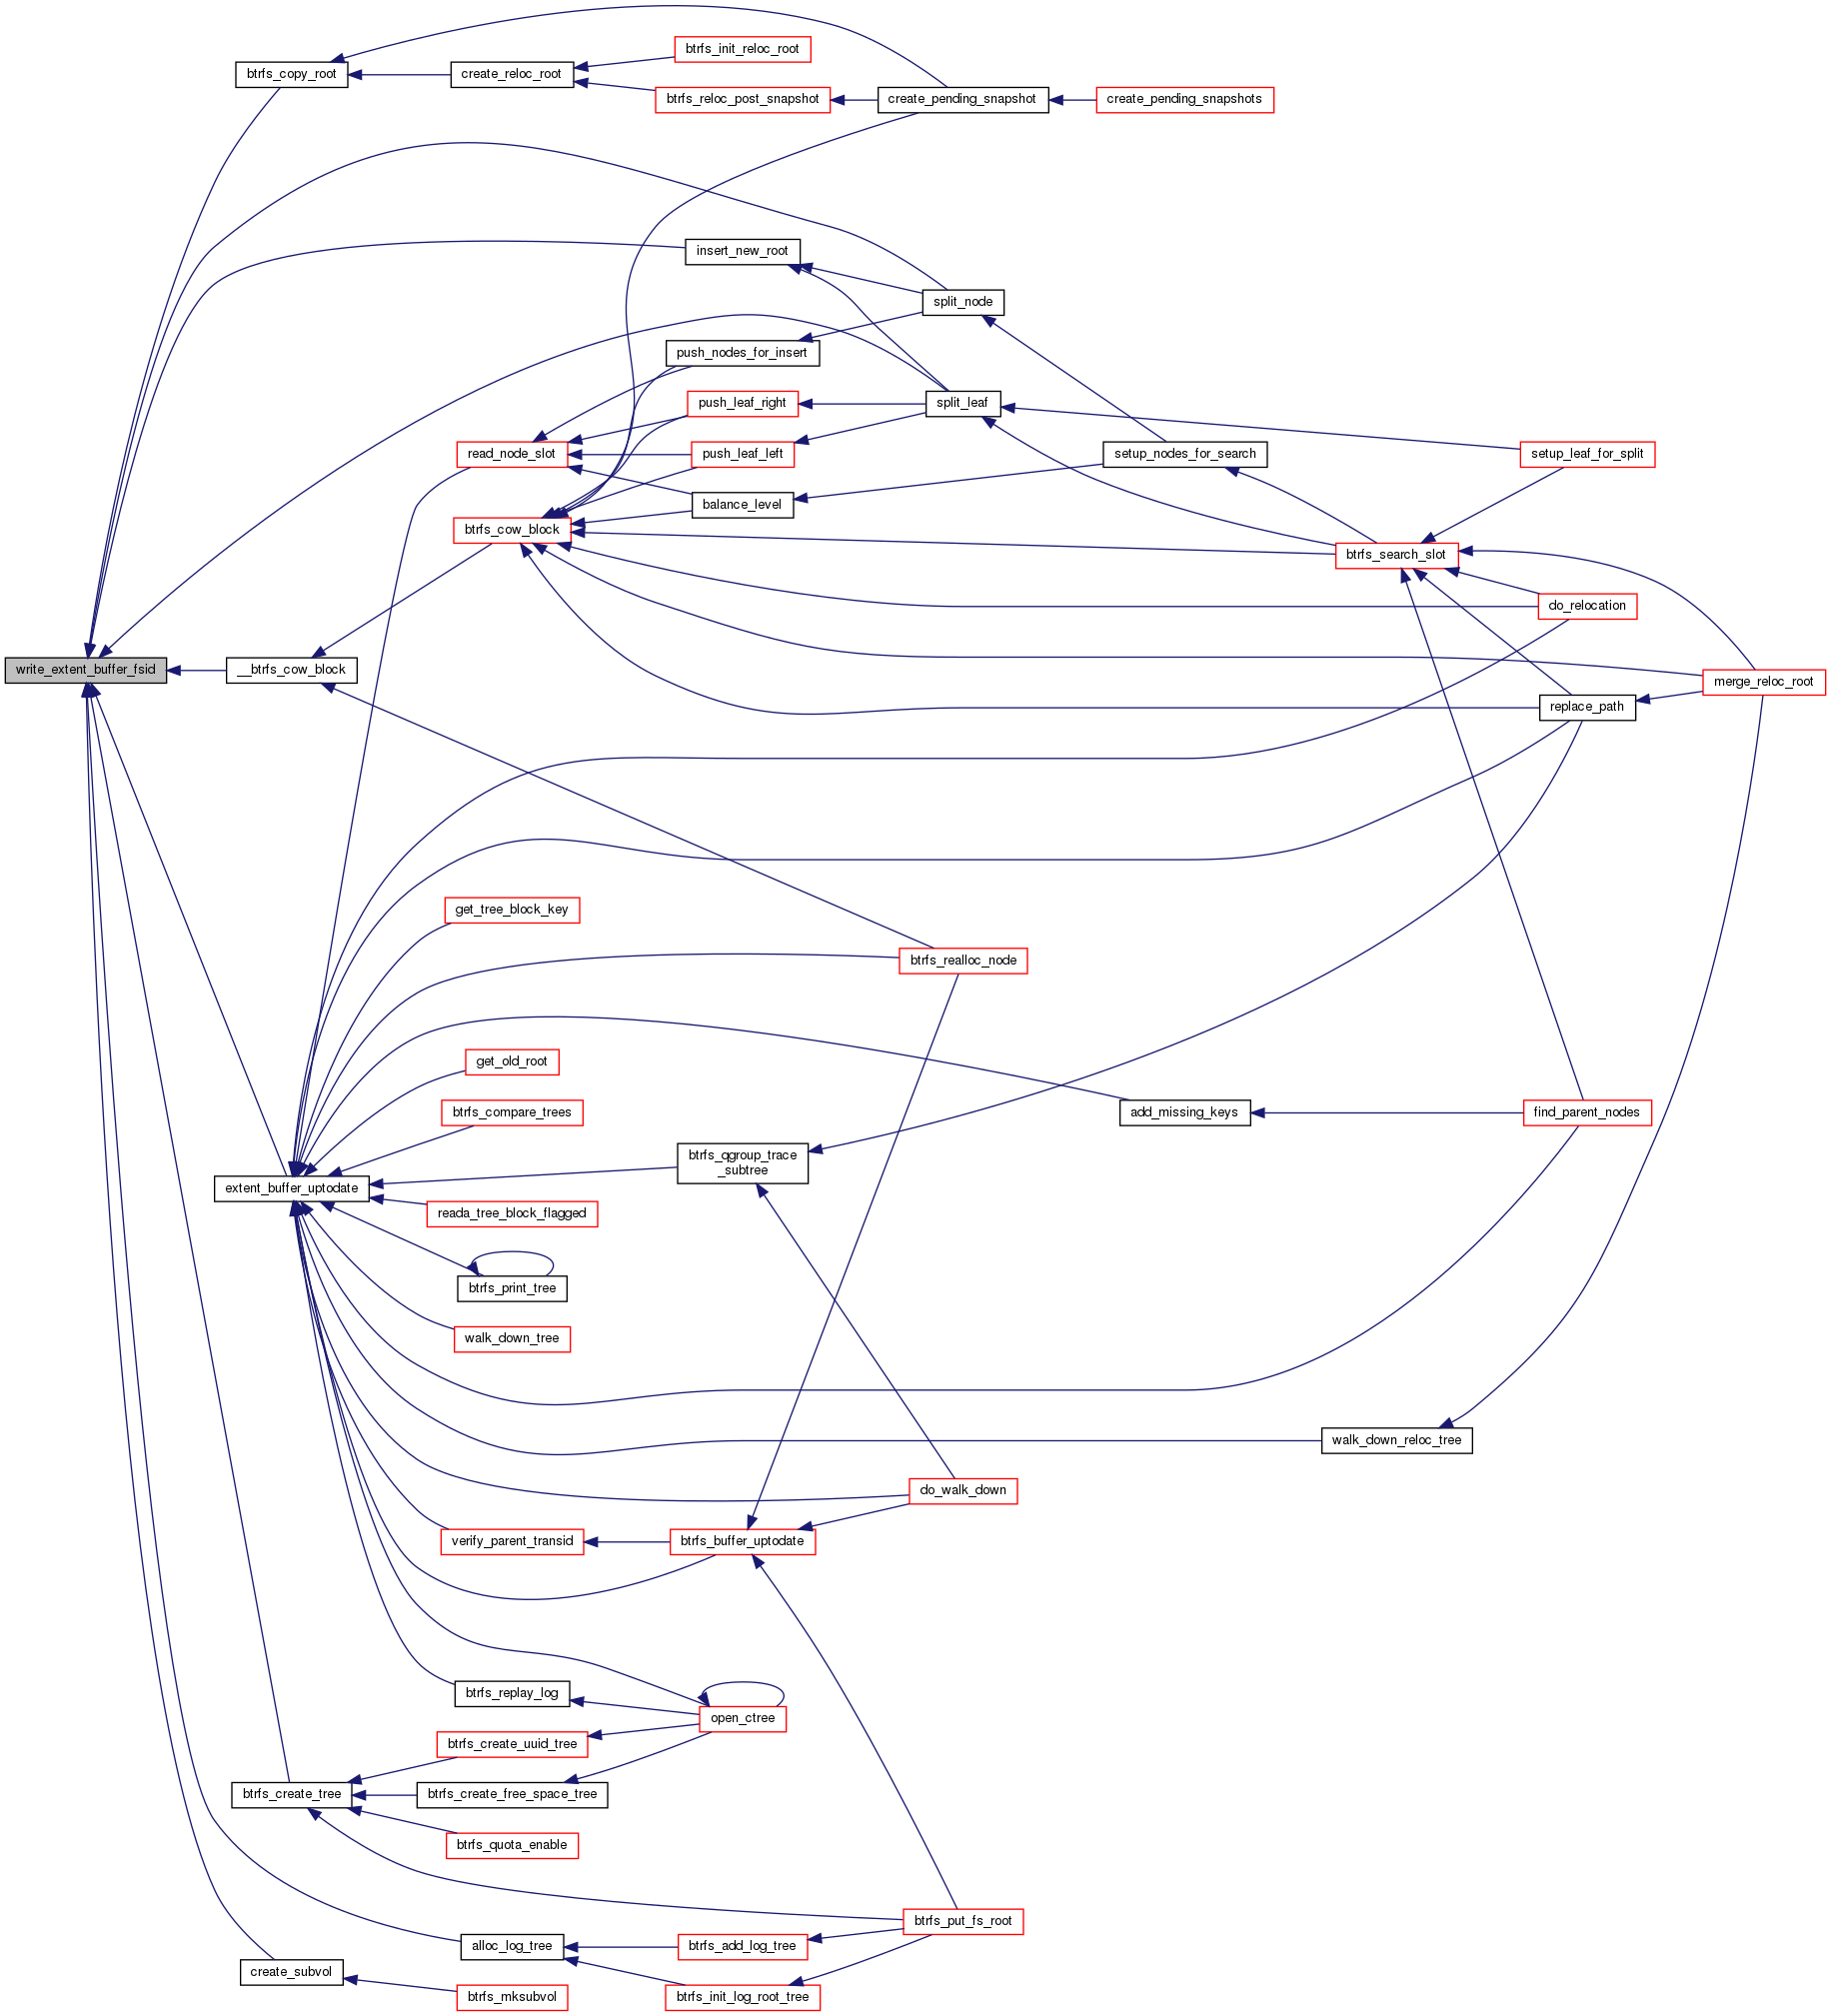 btrfs_init_reloc_root
btrfs_copy_root
create_reloc_root
btrfs_reloc_post_snapshot
create_pending_snapshot
create_pending_snapshots
insert_new_root
split_node
push_nodes_for_insert
push_leaf_right
split_leaf
read_node_slot
push_leaf_left
setup_nodes_for_search
setup_leaf_for_split
balance_level
btrfs_cow_block
btrfs_search_slot
do_relocation
write_extent_buffer_fsid
__btrfs_cow_block
merge_reloc_root
replace_path
get_tree_block_key
btrfs_realloc_node
get_old_root
btrfs_compare_trees
add_missing_keys
find_parent_nodes
btrfs_qgroup_trace
_subtree
extent_buffer_uptodate
reada_tree_block_flagged
btrfs_print_tree
walk_down_tree
walk_down_reloc_tree
do_walk_down
verify_parent_transid
btrfs_buffer_uptodate
btrfs_replay_log
open_ctree
btrfs_create_uuid_tree
btrfs_create_tree
btrfs_create_free_space_tree
btrfs_quota_enable
btrfs_put_fs_root
alloc_log_tree
btrfs_add_log_tree
create_subvol
btrfs_mksubvol
btrfs_init_log_root_tree